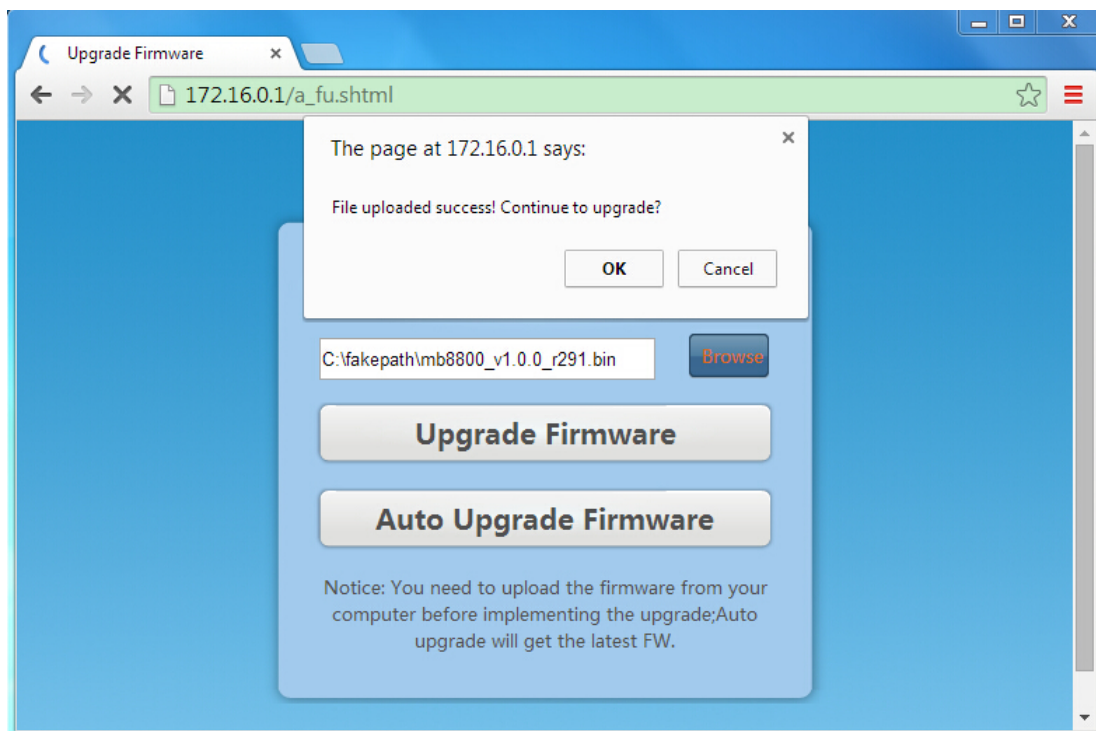 Upgrade Firmware
172.16.0.1/a_fu.shtml
The page at 172.16.0.1 says:
File uploaded success! Continue to upgrade?
OK
Cancel
C:\fakepath\mb8800_v1.0.0_r291.bin
Browse
Upgrade Firmware
Auto Upgrade Firmware
Notice: You need to upload the firmware from your
computer before implementing the upgrade;Auto
upgrade will get the latest FW.